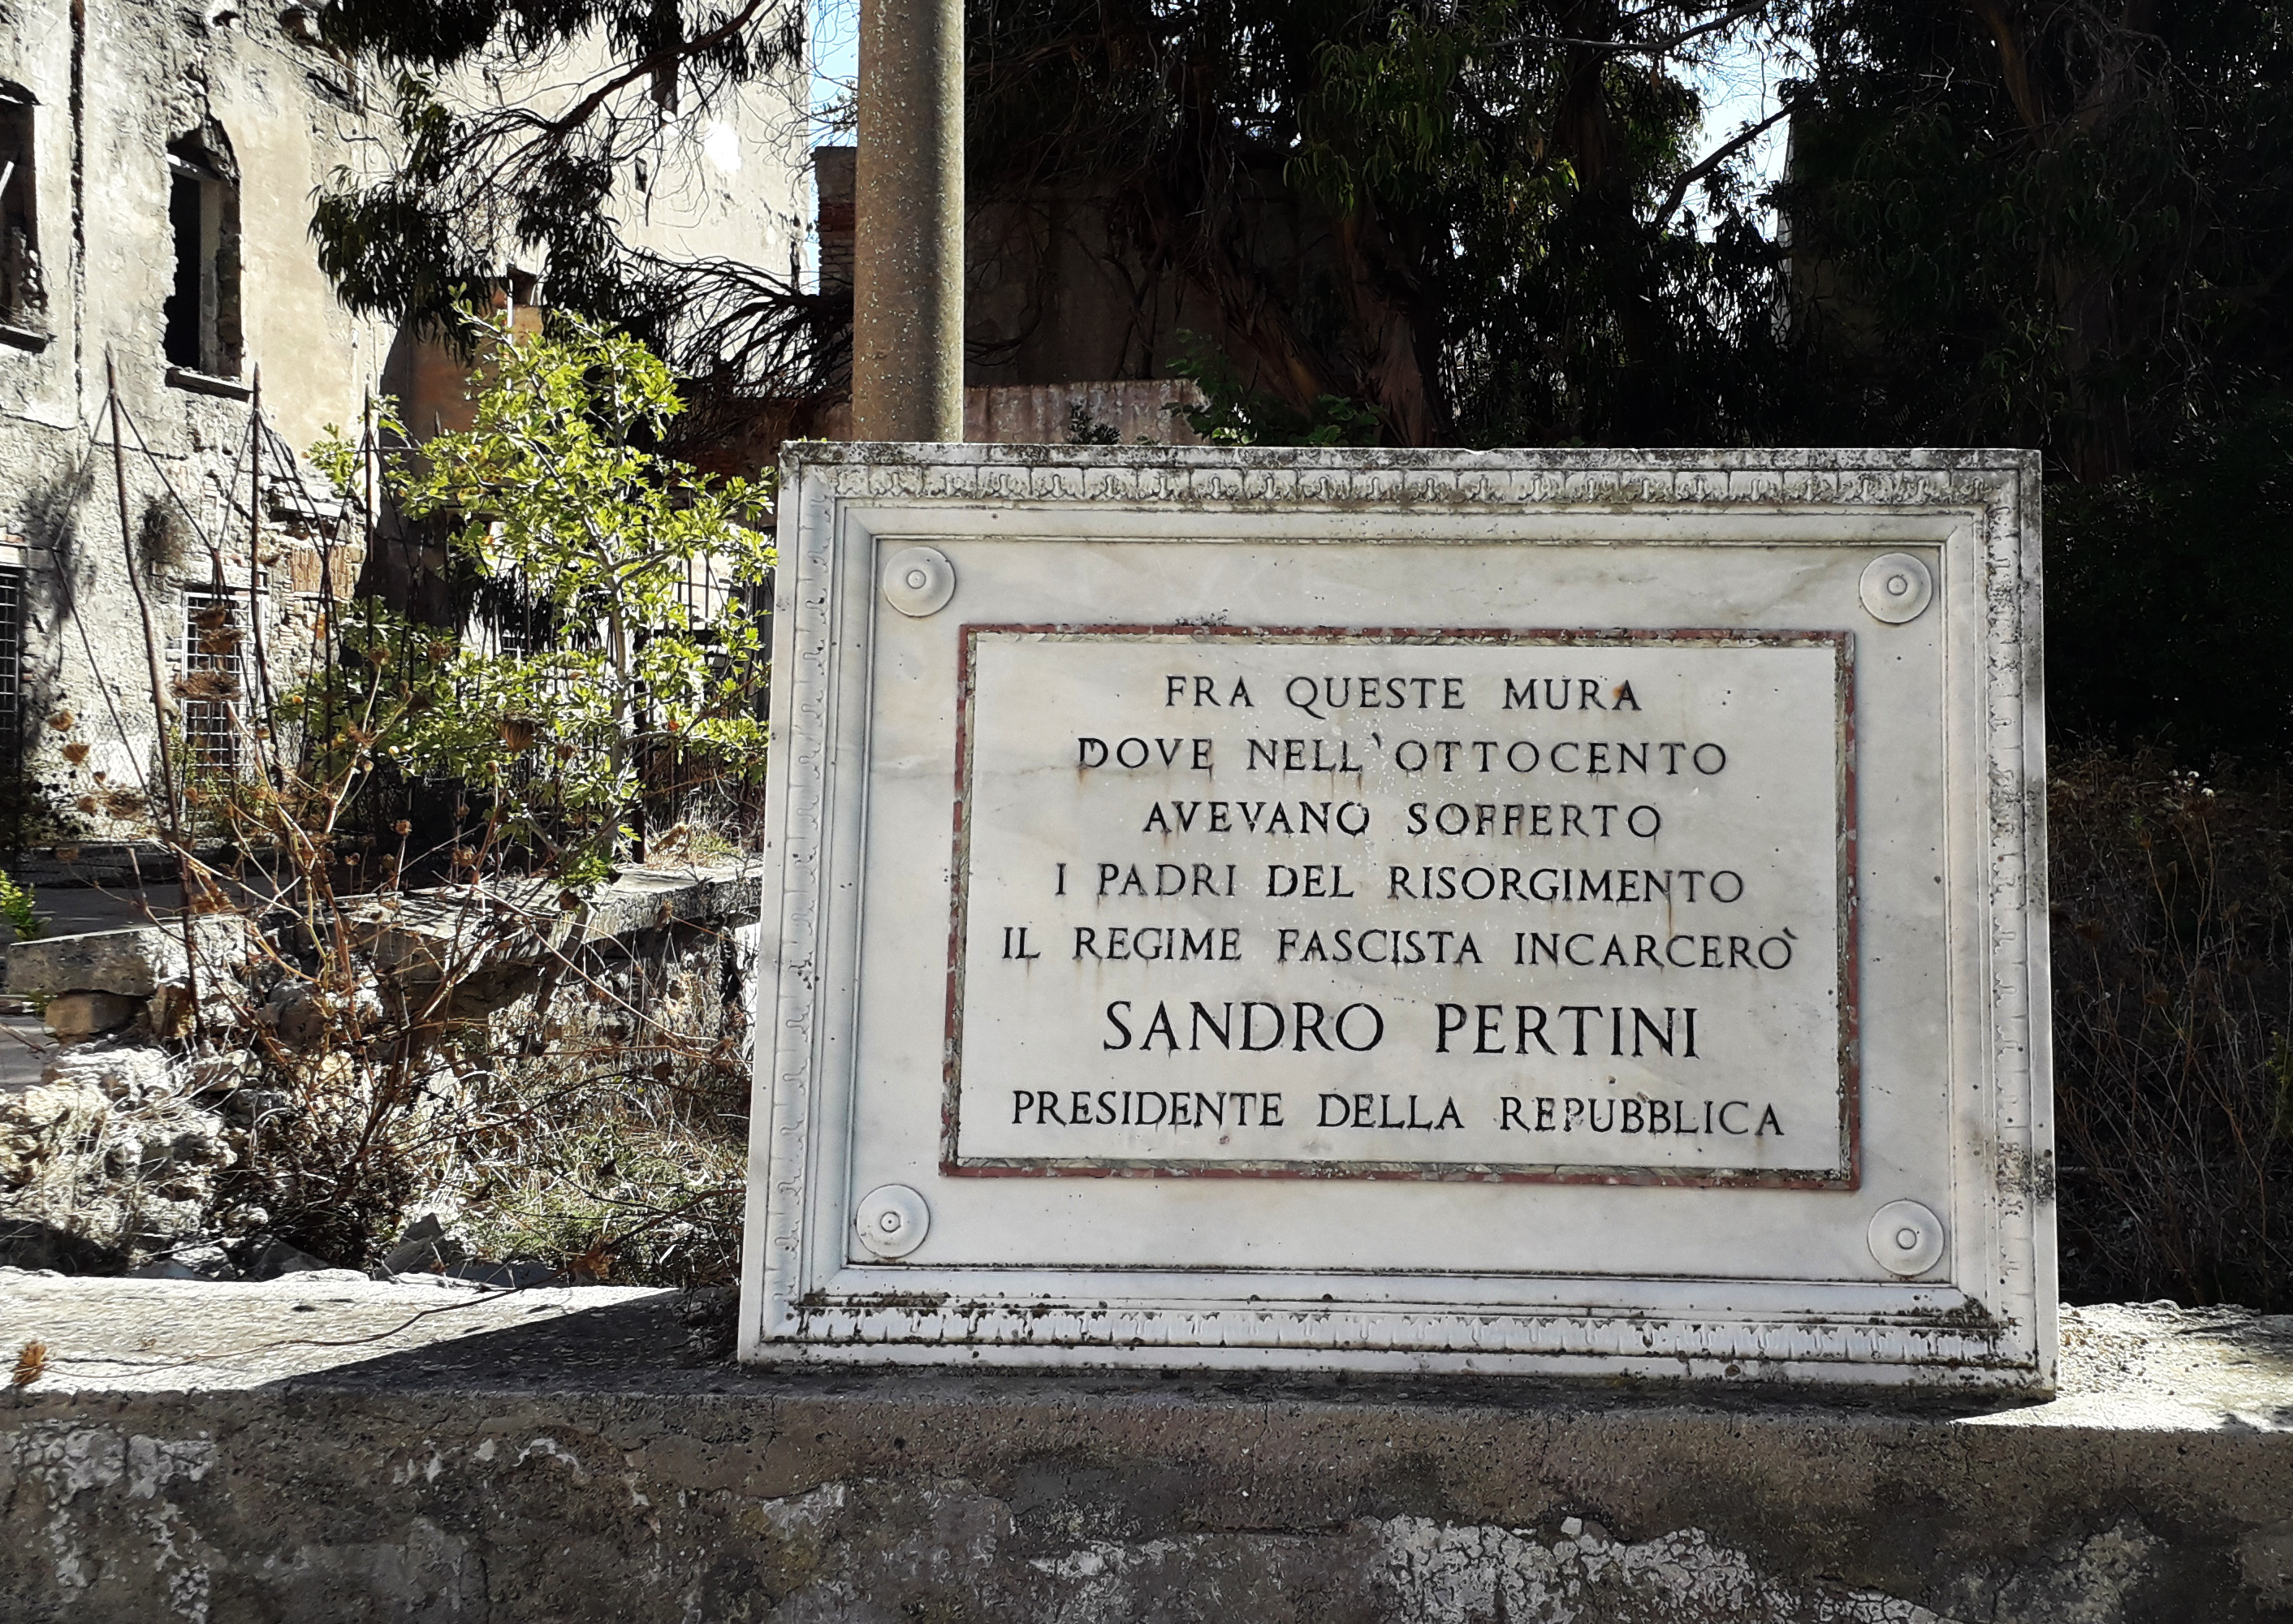 FRA QUESTE MURA
DOVE NELL'OTTOCENTO
AVEVANO SOFFERTO
I PADRI DEL RISORGIMENTO
IL REGIME FASCISTA INCARCERÒ
SANDRO PERTINI
PRESIDENTE DELLA REPUBBLICA